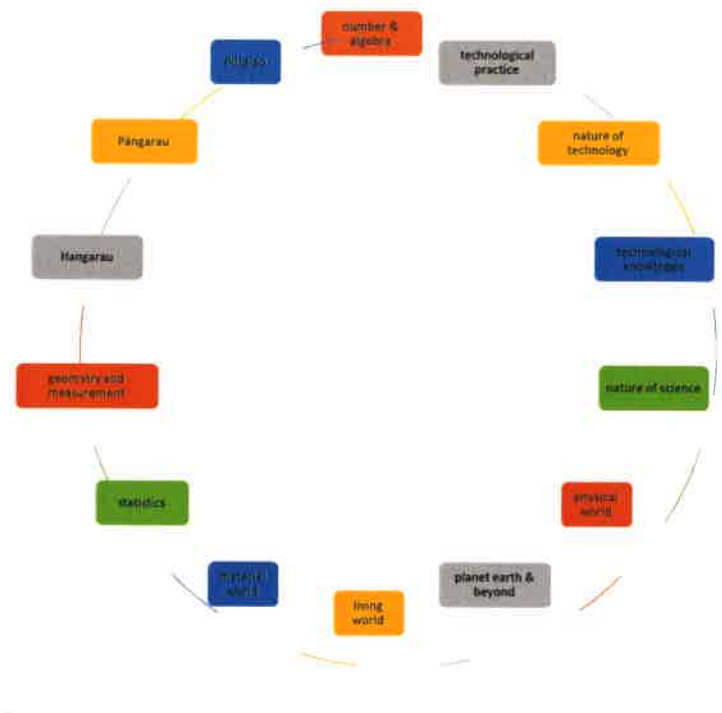 number &
algebra
technological
practice
nature of
technology
technological
knowledge
nature of science
physical
world
planet earth &
beyond
living
world
material
world
statistics
geometry and
measurement
Hangarau
Pāngarau